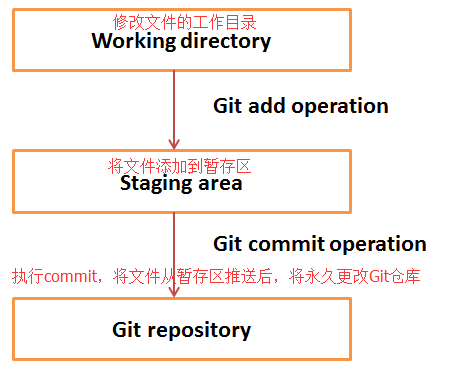 修改文件的工作目录
Working directory
Git add operation
将文件添加到暂存区
Staging area
Git commit operation
执行commit，将文件从暂存区推送后，将永久更改Git仓库
Git repository